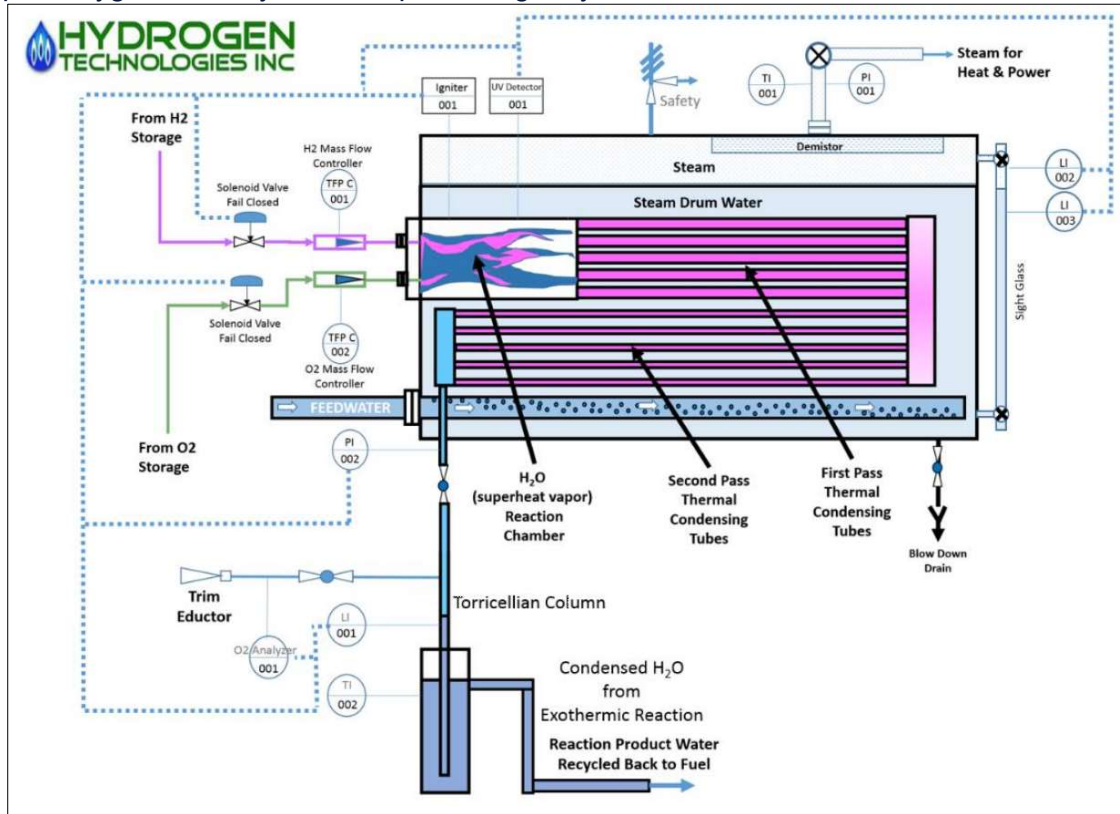 HYDROGEN
TECHNOLOGIES INC
Igniter
001
UV Detector
001
Safety
TI
001
PI
001
Steam for
Heat & Power
From H2
Storage
H2 Mass Flow
Controller
TFP C
001
Solenoid Valve
Fail Closed
Demistor
Steam
Steam Drum Water
LI
002
LI
003
Sight Glass
Solenoid Valve
Fail Closed
TFP C
002
O2 Mass Flow
Controller
FEEDWATER
From O2
Storage
PI
002
H2O
(superheat vapor)
Reaction
Chamber
Second Pass
Thermal
Condensing
Tubes
First Pass
Thermal
Condensing
Tubes
Blow Down
Drain
Trim
Eductor
Torricellian Column
O2 Analyzer
001
LI
001
TI
002
Condensed H2O
from
Exothermic Reaction
Reaction Product Water
Recycled Back to Fuel